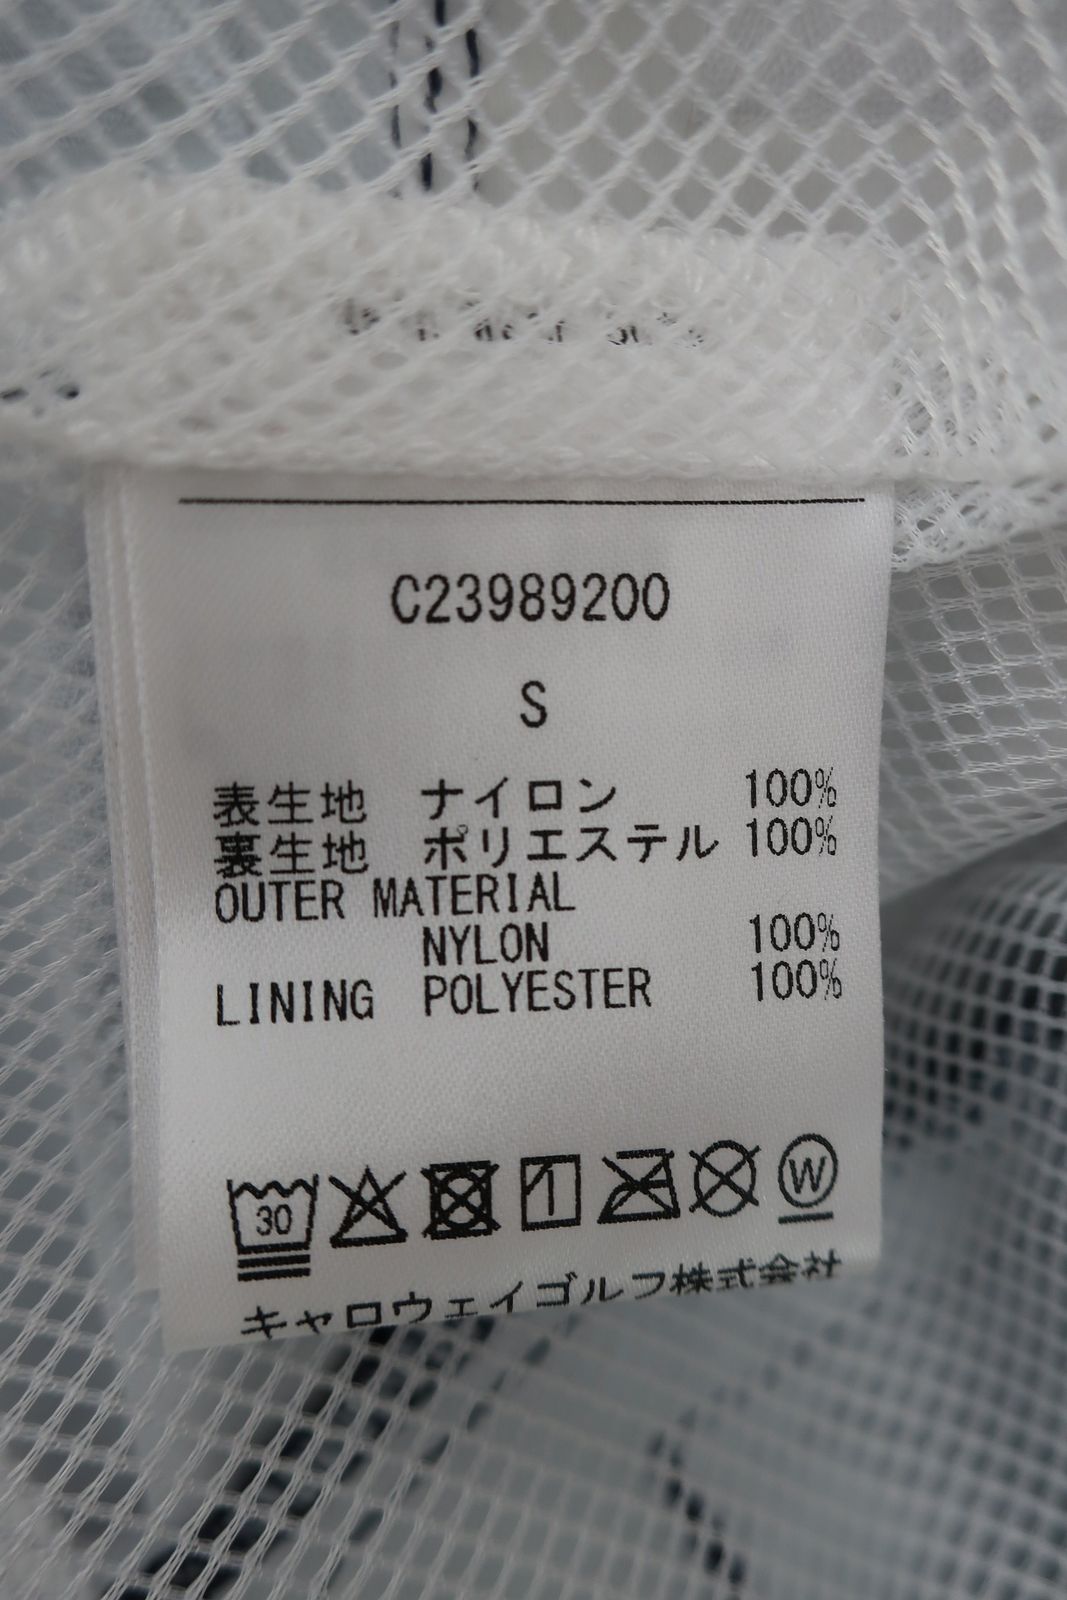 C23989200
S
表生地 ナイロン 100%
裏生地 ポリエステル 100%
OUTER MATERIAL
NYLON 100%
LINING POLYESTER 100%
30
W
キャロウェイゴルフ株式会社